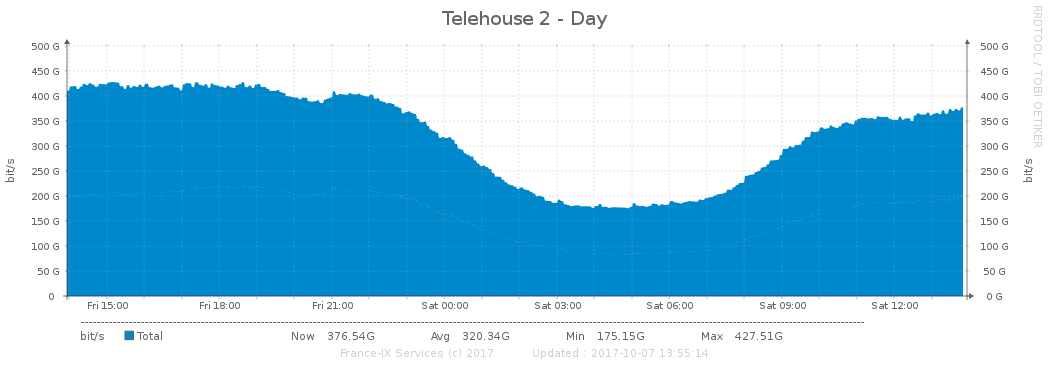 Telehouse 2 - Day
RRDTOOL / TOBI OETIKER
bit/s
bit/s
500 G 500 G
450 G 450 G
400 G 400 G
350 G 350 G
300 G 300 G
250 G 250 G
200 G 200 G
150 G 150 G
100 G 100 G
50 G 50 G
0 0 G
Fri 15:00 Fri 18:00 Fri 21:00 Sat 00:00 Sat 03:00 Sat 06:00 Sat 09:00 Sat 12:00
bit/s Total Now 376.54G Avg 320.34G Min 175.15G Max 427.51G
France-IX Services (c) 2017 Updated : 2017-10-07 13:55:14